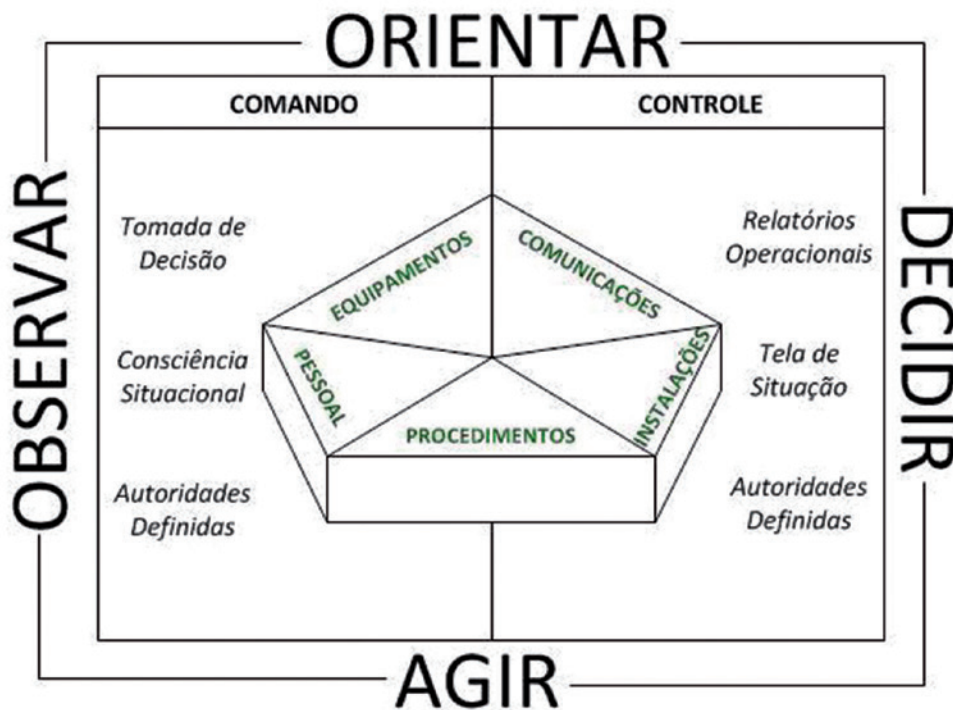 ORIENTAR
COMANDO
CONTROLE
OBSERVAR
Tomada de
Decisão
Consciência
Situacional
Autoridades
Definidas
EQUIPAMENTOS
COMUNICAÇÕES
PESSOAL
PROCEDIMENTOS
INSTALAÇÕES
Relatórios
Operacionais
Tela de
Situação
Autoridades
Definidas
DECIDIR
AGIR